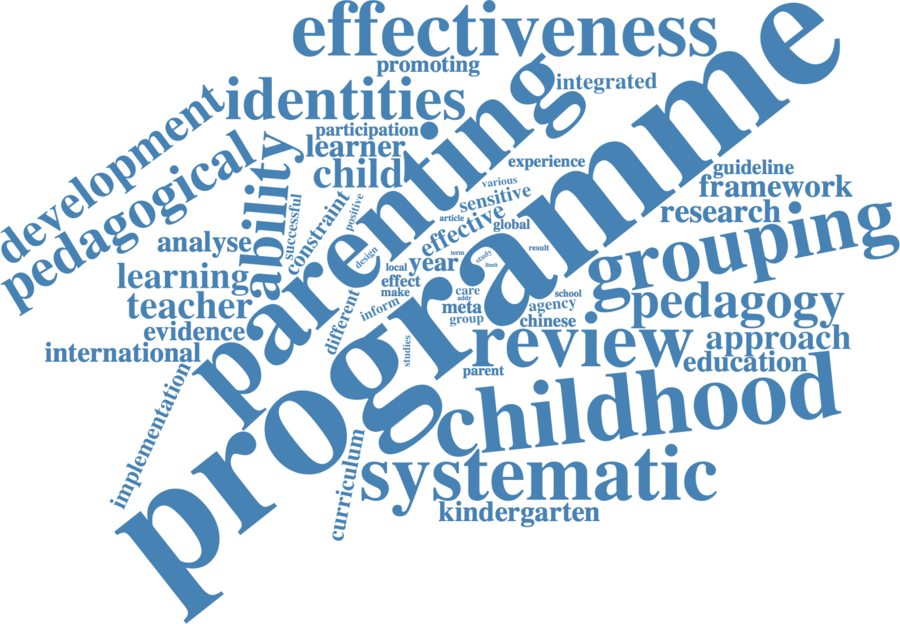 effectiveness
promoting
integrated
programme
parenting
identities
development
participation
learner
pedagogical
ability
child
experience
various
sensitive
guideline
framework
research
successful
constraint
positive
article
effective
global
analyse
grouping
design
year
term
study
result
limit
local
learning
effect
make
care
addr
school
pedagogy
teacher
different
inform
meta
agency
group
chinese
evidence
review
approach
international
studies
parent
education
implementation
childhood
curriculum
systematic
kindergarten